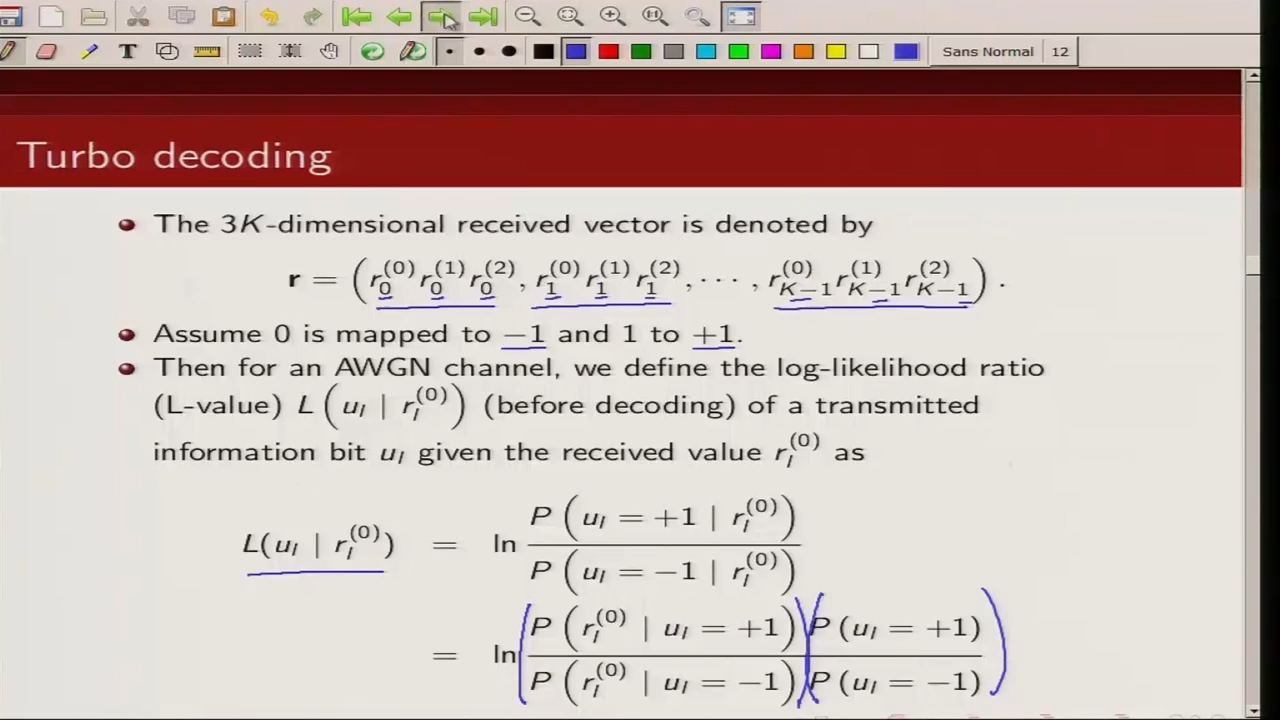 Sans Normal 12
Turbo decoding
The 3K-dimensional received vector is denoted by
r = (r_0^(0) r_0^(1) r_0^(2), r_1^(0) r_1^(1) r_1^(2), ··· , r_{K−1}^(0) r_{K−1}^(1) r_{K−1}^(2)).
Assume 0 is mapped to −1 and 1 to +1.
Then for an AWGN channel, we define the log-likelihood ratio
(L-value) L(u_l | r_l^(0)) (before decoding) of a transmitted
information bit u_l given the received value r_l^(0) as
P(u_l = +1 | r_l^(0))
L(u_l | r_l^(0)) = ln
P(u_l = −1 | r_l^(0))
P(r_l^(0) | u_l = +1) P(u_l = +1)
= ln
P(r_l^(0) | u_l = −1) P(u_l = −1)